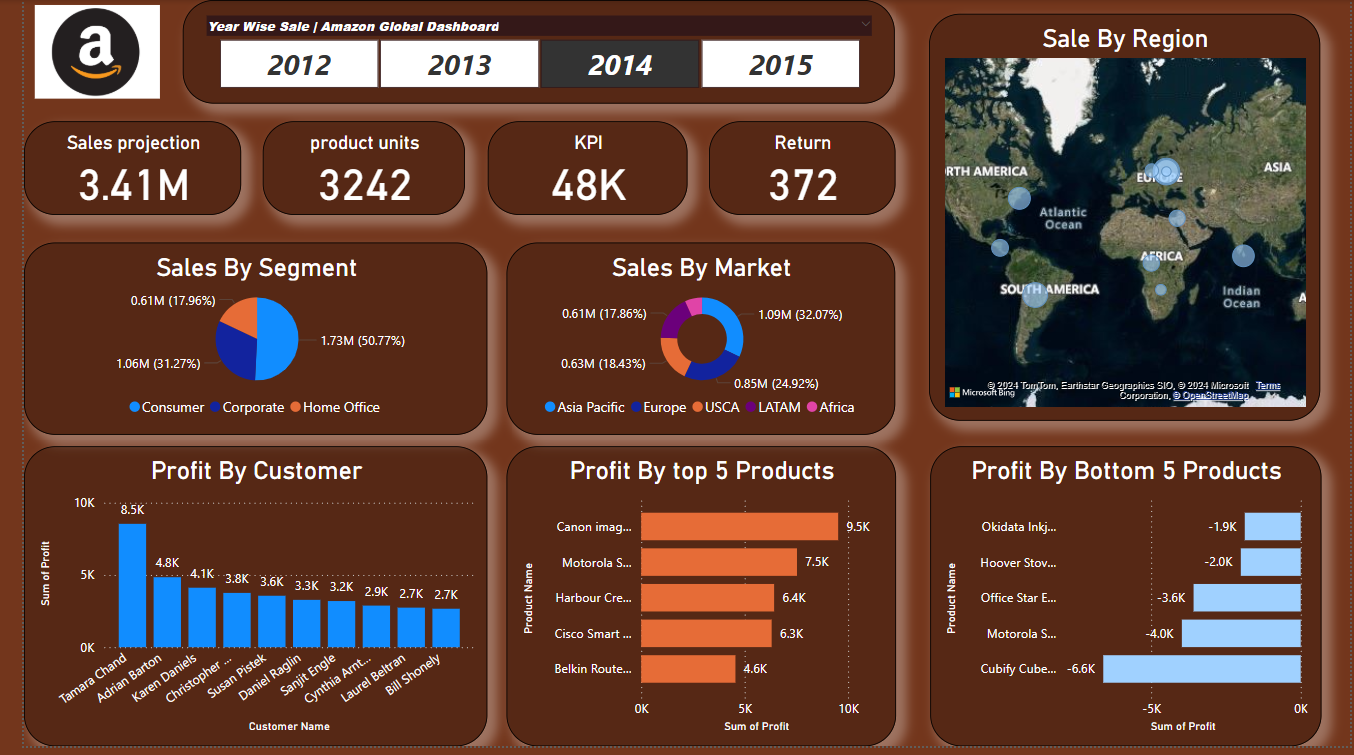 a
Year Wise Sale | Amazon Global Dashboard
2012
2013
2014
2015
Sales projection
3.41M
product units
3242
KPI
48K
Return
372
Sale By Region
RTH AMERICA
EUROPE
ASIA
Atlantic
Ocean
AFRICA
SOUTH AMERICA
Indian
Ocean
A
© 2024 TomTom, Earthstar Geographics SIO, © 2024 Microsoft
Corporation, © OpenStreetMap
Terms
Microsoft Bing
Sales By Segment
0.61M (17.96%)
1.73M (50.77%)
1.06M (31.27%)
Consumer Corporate Home Office
Sales By Market
0.61M (17.86%)
1.09M (32.07%)
0.63M (18.43%)
0.85M (24.92%)
Asia Pacific Europe USCA LATAM Africa
Profit By Customer
Sum of Profit
10K
5K
0K
8.5K
4.8K
4.1K
3.8K
3.6K
3.3K
3.2K
2.9K
2.7K
2.7K
Tamara Chand
Adrian Barton
Karen Daniels
Christopher ...
Susan Pistek
Daniel Raglin
Sanjit Engle
Cynthia Arnt...
Laurel Beltran
Bill Shonely
Customer Name
Profit By top 5 Products
Product Name
Canon imag... 9.5K
Motorola S... 7.5K
Harbour Cre... 6.4K
Cisco Smart ... 6.3K
Belkin Route... 4.6K
0K 5K 10K
Sum of Profit
Profit By Bottom 5 Products
Product Name
Okidata Inkj... -1.9K
Hoover Stov... -2.0K
Office Star E... -3.6K
Motorola S... -4.0K
Cubify Cube... -6.6K
-5K 0K
Sum of Profit